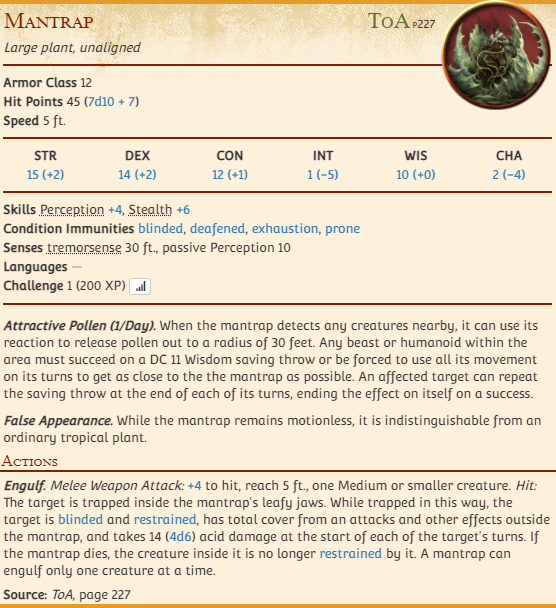 Mantrap ToA p227
Large plant, unaligned
Armor Class 12
Hit Points 45 (7d10 + 7)
Speed 5 ft.
STR DEX CON INT WIS CHA
15 (+2) 14 (+2) 12 (+1) 1 (−5) 10 (+0) 2 (−4)
Skills Perception +4, Stealth +6
Condition Immunities blinded, deafened, exhaustion, prone
Senses tremorsense 30 ft., passive Perception 10
Languages —
Challenge 1 (200 XP)
Attractive Pollen (1/Day). When the mantrap detects any creatures nearby, it can use its
reaction to release pollen out to a radius of 30 feet. Any beast or humanoid within the
area must succeed on a DC 11 Wisdom saving throw or be forced to use all its movement
on its turns to get as close to the the mantrap as possible. An affected target can repeat
the saving throw at the end of each of its turns, ending the effect on itself on a success.
False Appearance. While the mantrap remains motionless, it is indistinguishable from an
ordinary tropical plant.
Actions
Engulf. Melee Weapon Attack: +4 to hit, reach 5 ft., one Medium or smaller creature. Hit:
The target is trapped inside the mantrap's leafy jaws. While trapped in this way, the
target is blinded and restrained, has total cover from an attacks and other effects outside
the mantrap, and takes 14 (4d6) acid damage at the start of each of the target's turns. If
the mantrap dies, the creature inside it is no longer restrained by it. A mantrap can
engulf only one creature at a time.
Source: ToA, page 227